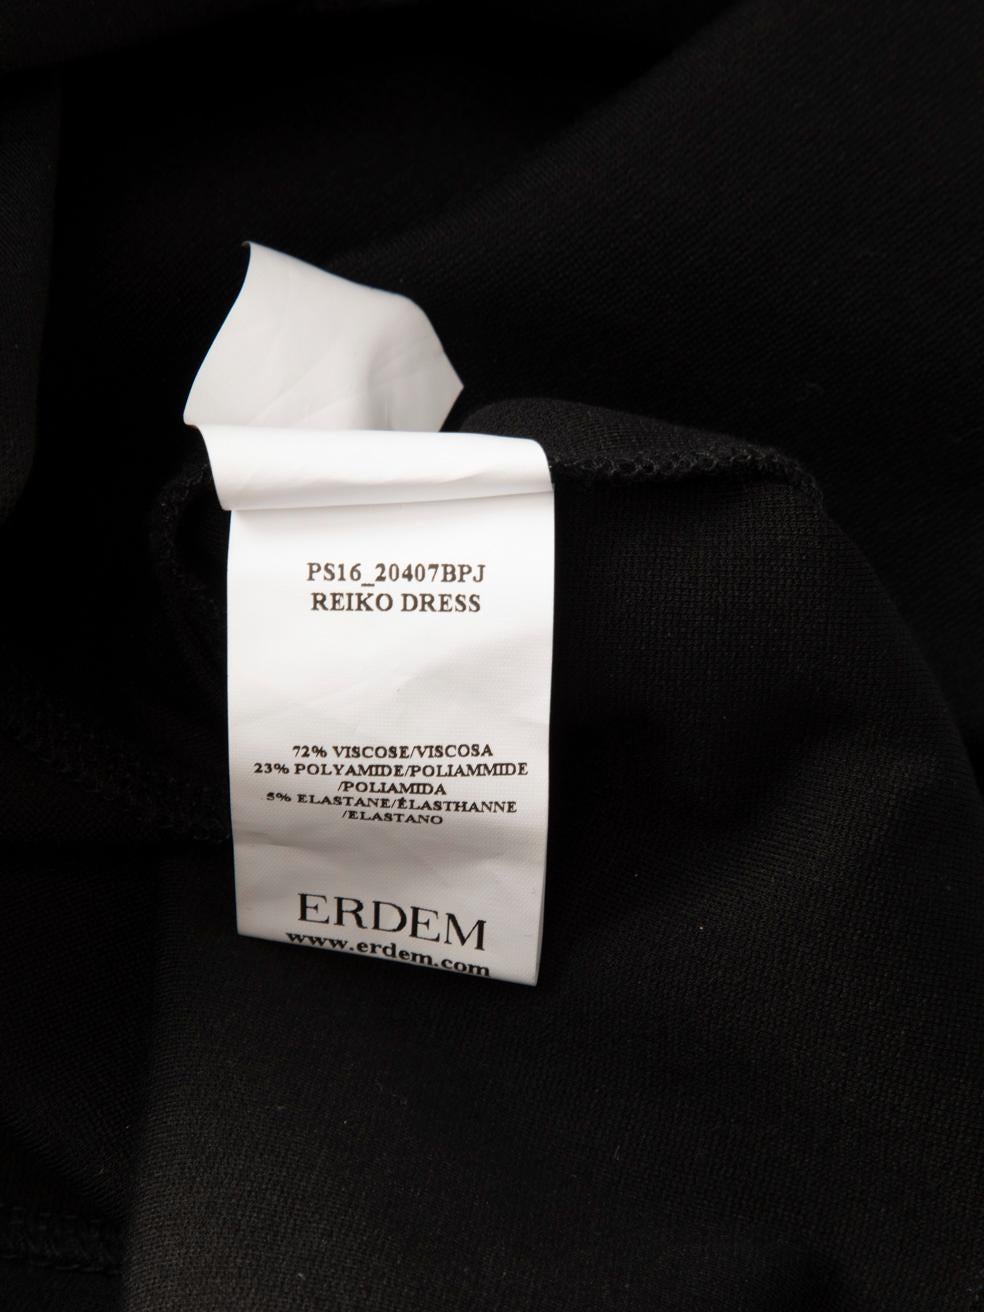 PS16_20407BPJ
REIKO DRESS
72% VISCOSE/VISCOSA
23% POLYAMIDE/POLIAMMIDE
/POLIAMIDA
5% ELASTANE/ÉLASTHANNE
/ELASTANO
ERDEM
www.erdem.com